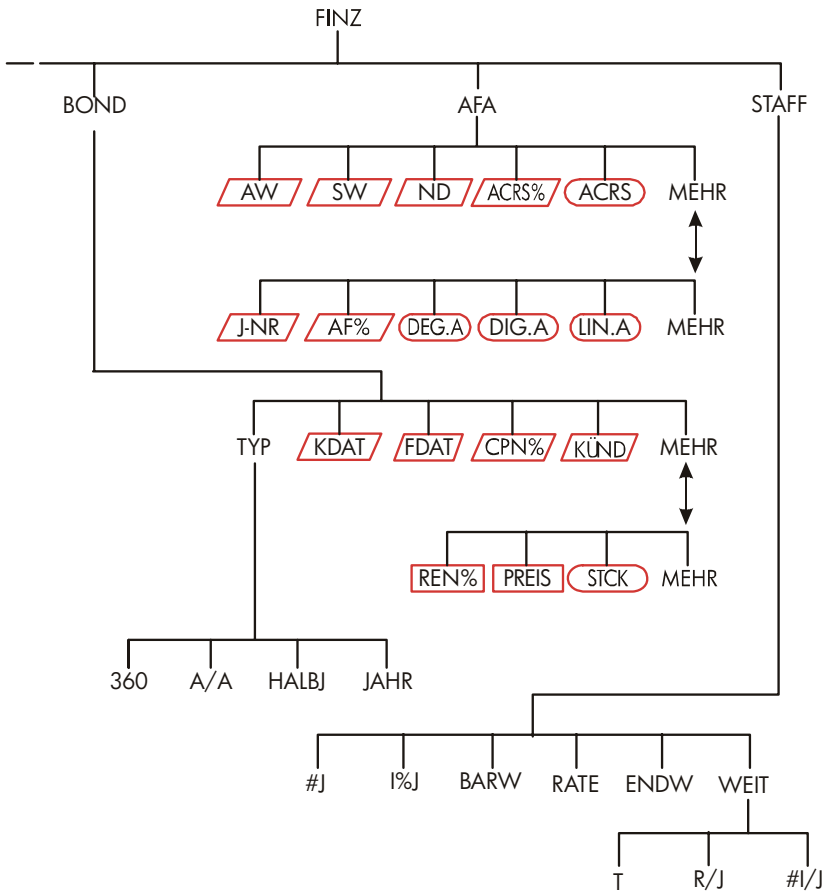 FINZ
BOND AFA STAFF
AW SW ND ACRS% ACRS MEHR
J-NR AF% DEG.A DIG.A LIN.A MEHR
TYP KDAT FDAT CPN% KÜND MEHR
REN% PREIS STCK MEHR
360 A/A HALBJ JAHR
#J I%J BARW RATE ENDW WEIT
T R/J #I/J